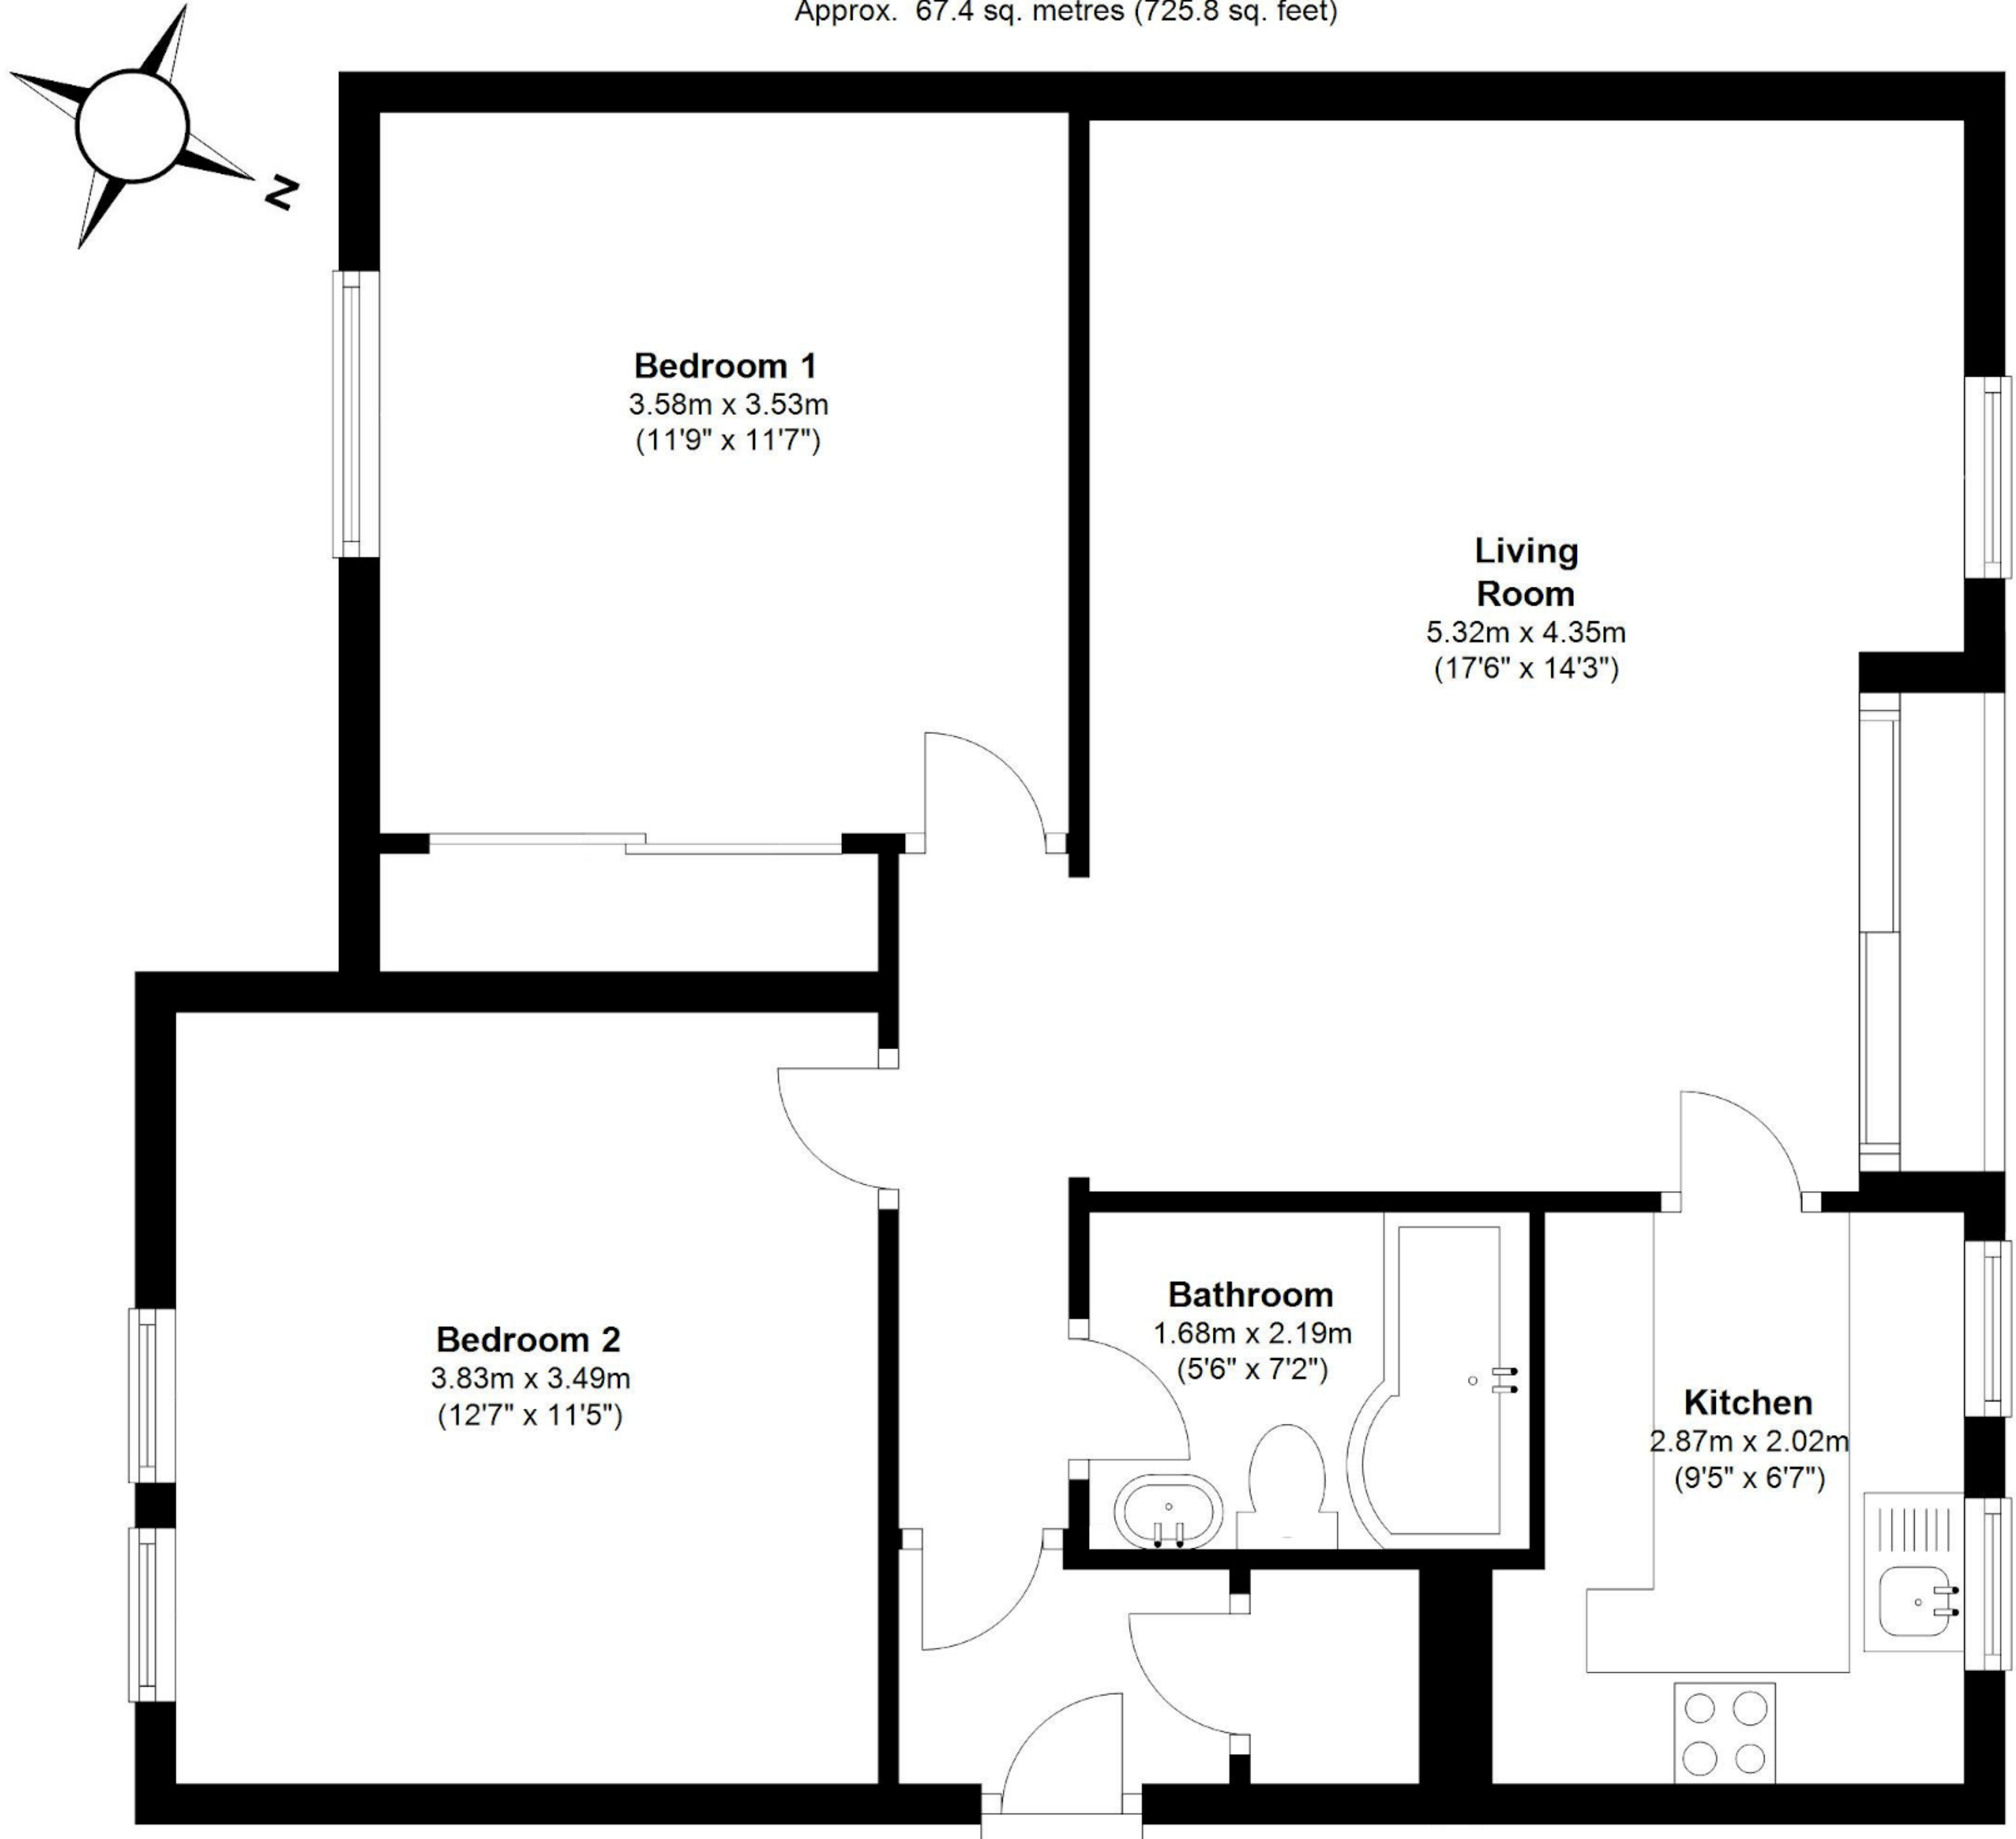 Approx. 67.4 sq. metres (725.8 sq. feet)
N
Bedroom 1
3.58m x 3.53m
(11'9" x 11'7")
Living
Room
5.32m x 4.35m
(17'6" x 14'3")
Bathroom
1.68m x 2.19m
(5'6" x 7'2")
Bedroom 2
3.83m x 3.49m
(12'7" x 11'5")
Kitchen
2.87m x 2.02m
(9'5" x 6'7")